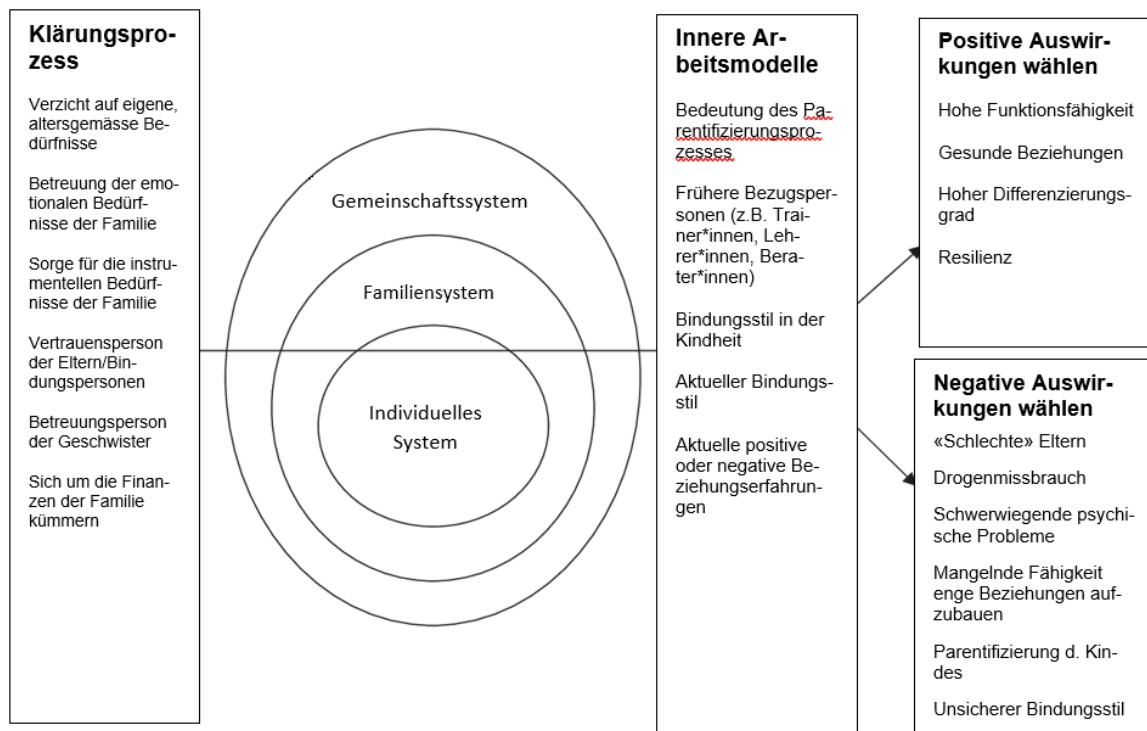 Klärungspro-
zess
Verzicht auf eigene,
altersgemässe Be-
dürfnisse
Betreuung der emo-
tionalen Bedürf-
nisse der Familie
Sorge für die instru-
mentellen Bedürf-
nisse der Familie
Vertrauensperson
der Eltern/Bin-
dungspersonen
Betreuungsperson
der Geschwister
Sich um die Finan-
zen der Familie
kümmern
Gemeinschaftssystem
Familiensystem
Individuelles
System
Innere Ar-
beitsmodelle
Bedeutung des Pa-
rentifizierungspro-
zesses
Frühere Bezugsper-
sonen (z.B. Trai-
ner*innen, Leh-
rer*innen, Bera-
ter*innen)
Bindungsstil in der
Kindheit
Aktueller Bindungs-
stil
Aktuelle positive
oder negative Be-
ziehungserfahrun-
gen
Positive Auswir-
kungen wählen
Hohe Funktionsfähigkeit
Gesunde Beziehungen
Hoher Differenzierungs-
grad
Resilienz
Negative Auswir-
kungen wählen
«Schlechte» Eltern
Drogenmissbrauch
Schwerwiegende psychi-
sche Probleme
Mangelnde Fähigkeit
enge Beziehungen auf-
zubauen
Parentifizierung d. Kin-
des
Unsicherer Bindungsstil